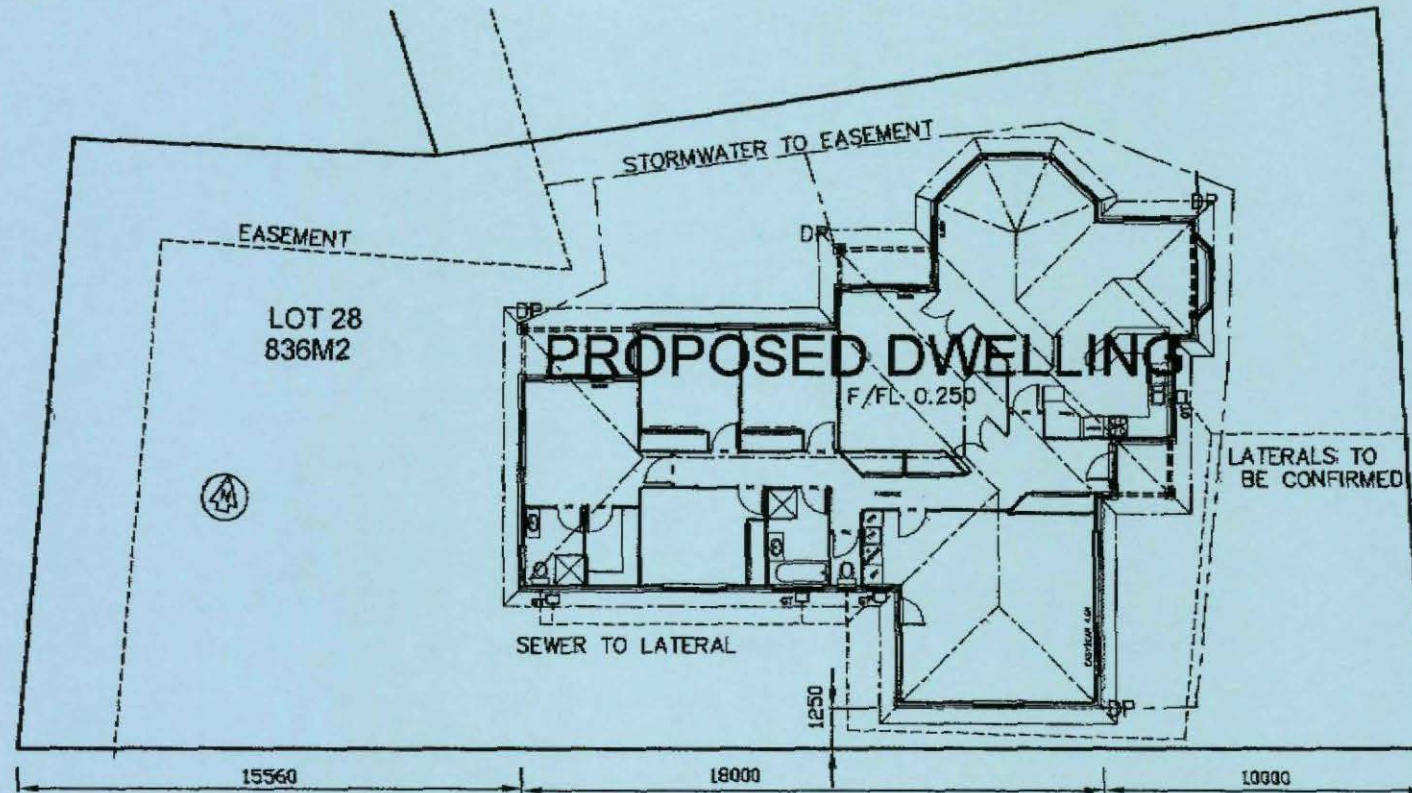 STORMWATER TO EASEMENT
EASEMENT
DP
DP
LOT 28
836M2
DP
PROPOSED DWELLING
F/FL 0.250
LATERALS TO
BE CONFIRMED
N
SEWER TO LATERAL
DP
1250
15560
18000
10000